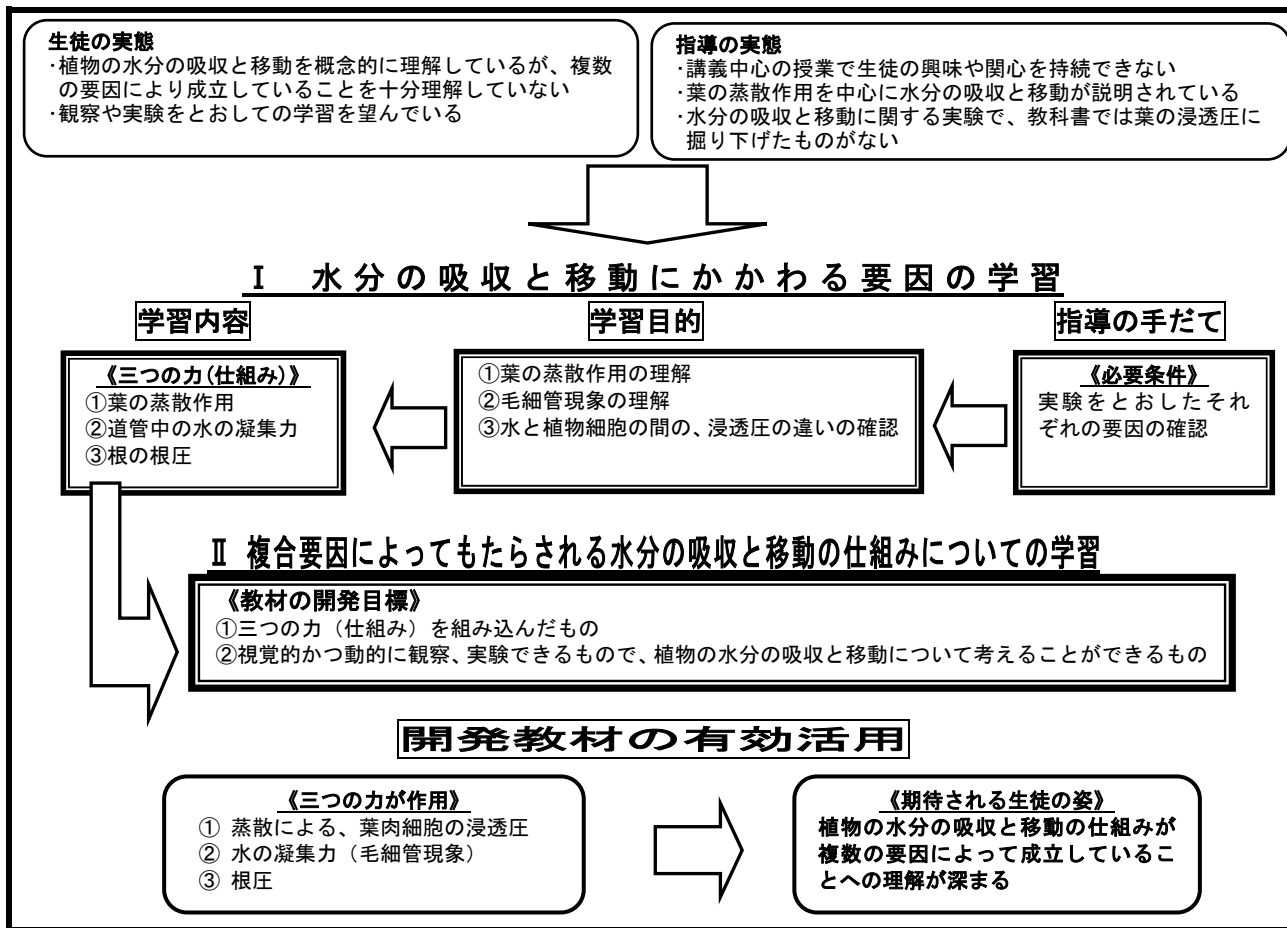 生徒の実態
・植物の水分の吸収と移動を概念的に理解しているが、複数
の要因により成立していることを十分理解していない
・観察や実験をとおしての学習を望んでいる
指導の実態
・講義中心の授業で生徒の興味や関心を持続できない
・葉の蒸散作用を中心に水分の吸収と移動が説明されている
・水分の吸収と移動に関する実験で、教科書では葉の浸透圧に
掘り下げたものがない
Ⅰ 水分の吸収と移動にかかわる要因の学習
学習内容
《三つの力(仕組み)》
①葉の蒸散作用
②道管中の水の凝集力
③根の根圧
学習目的
①葉の蒸散作用の理解
②毛細管現象の理解
③水と植物細胞の間の、浸透圧の違いの確認
指導の手だて
《必要条件》
実験をとおしたそれ
ぞれの要因の確認
Ⅱ 複合要因によってもたらされる水分の吸収と移動の仕組みについての学習
《教材の開発目標》
①三つの力（仕組み）を組み込んだもの
②視覚的かつ動的に観察、実験できるもので、植物の水分の吸収と移動について考えることができるもの
開発教材の有効活用
《三つの力が作用》
① 蒸散による、葉肉細胞の浸透圧
② 水の凝集力（毛細管現象）
③ 根圧
《期待される生徒の姿》
植物の水分の吸収と移動の仕組みが
複数の要因によって成立しているこ
とへの理解が深まる